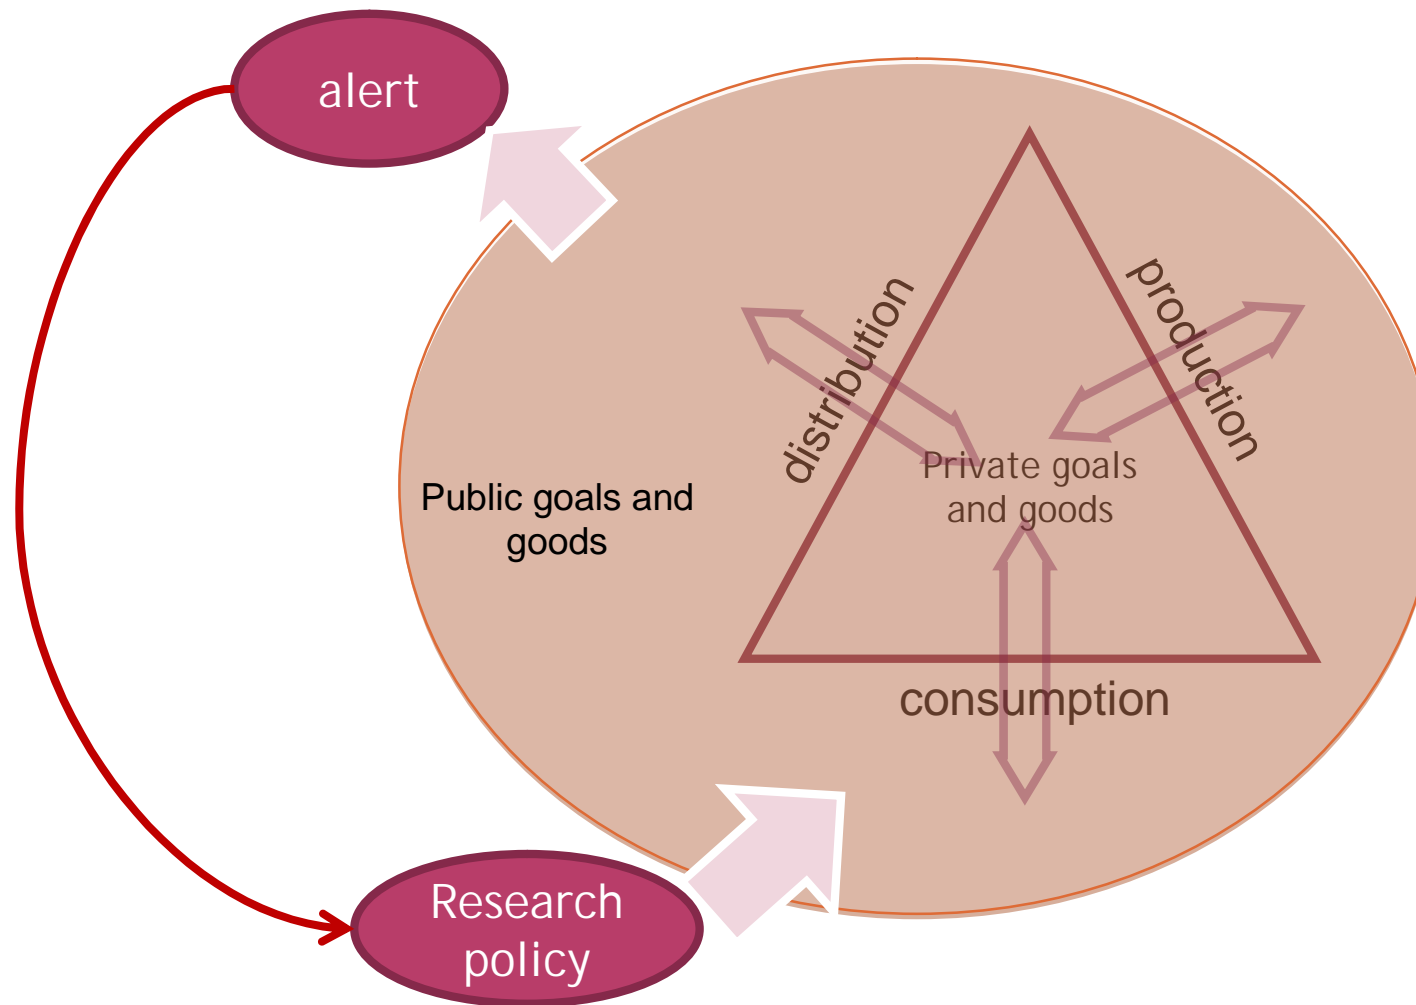 alert
distribution
production
Private goals
and goods
Public goals and
goods
consumption
Research
policy